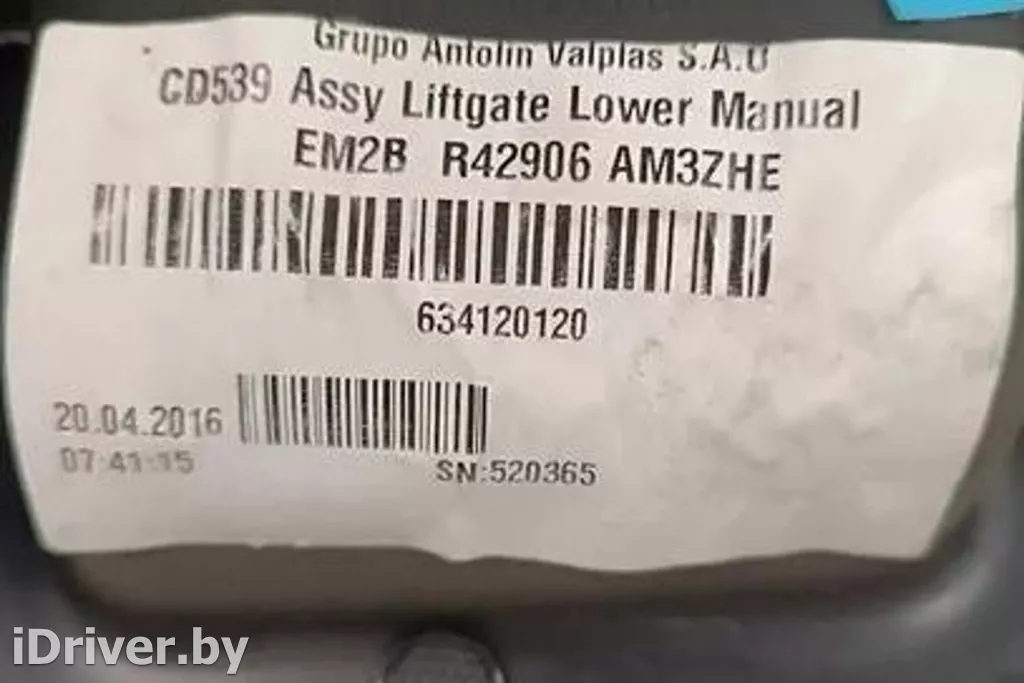 Grupo Antolin Valplas S.A.U
CD539 Assy Liftgate Lower Manual
EM2B R42906 AM3ZHE
634120120
20.04.2016
07:41:15
SN:520365
iDriver.by